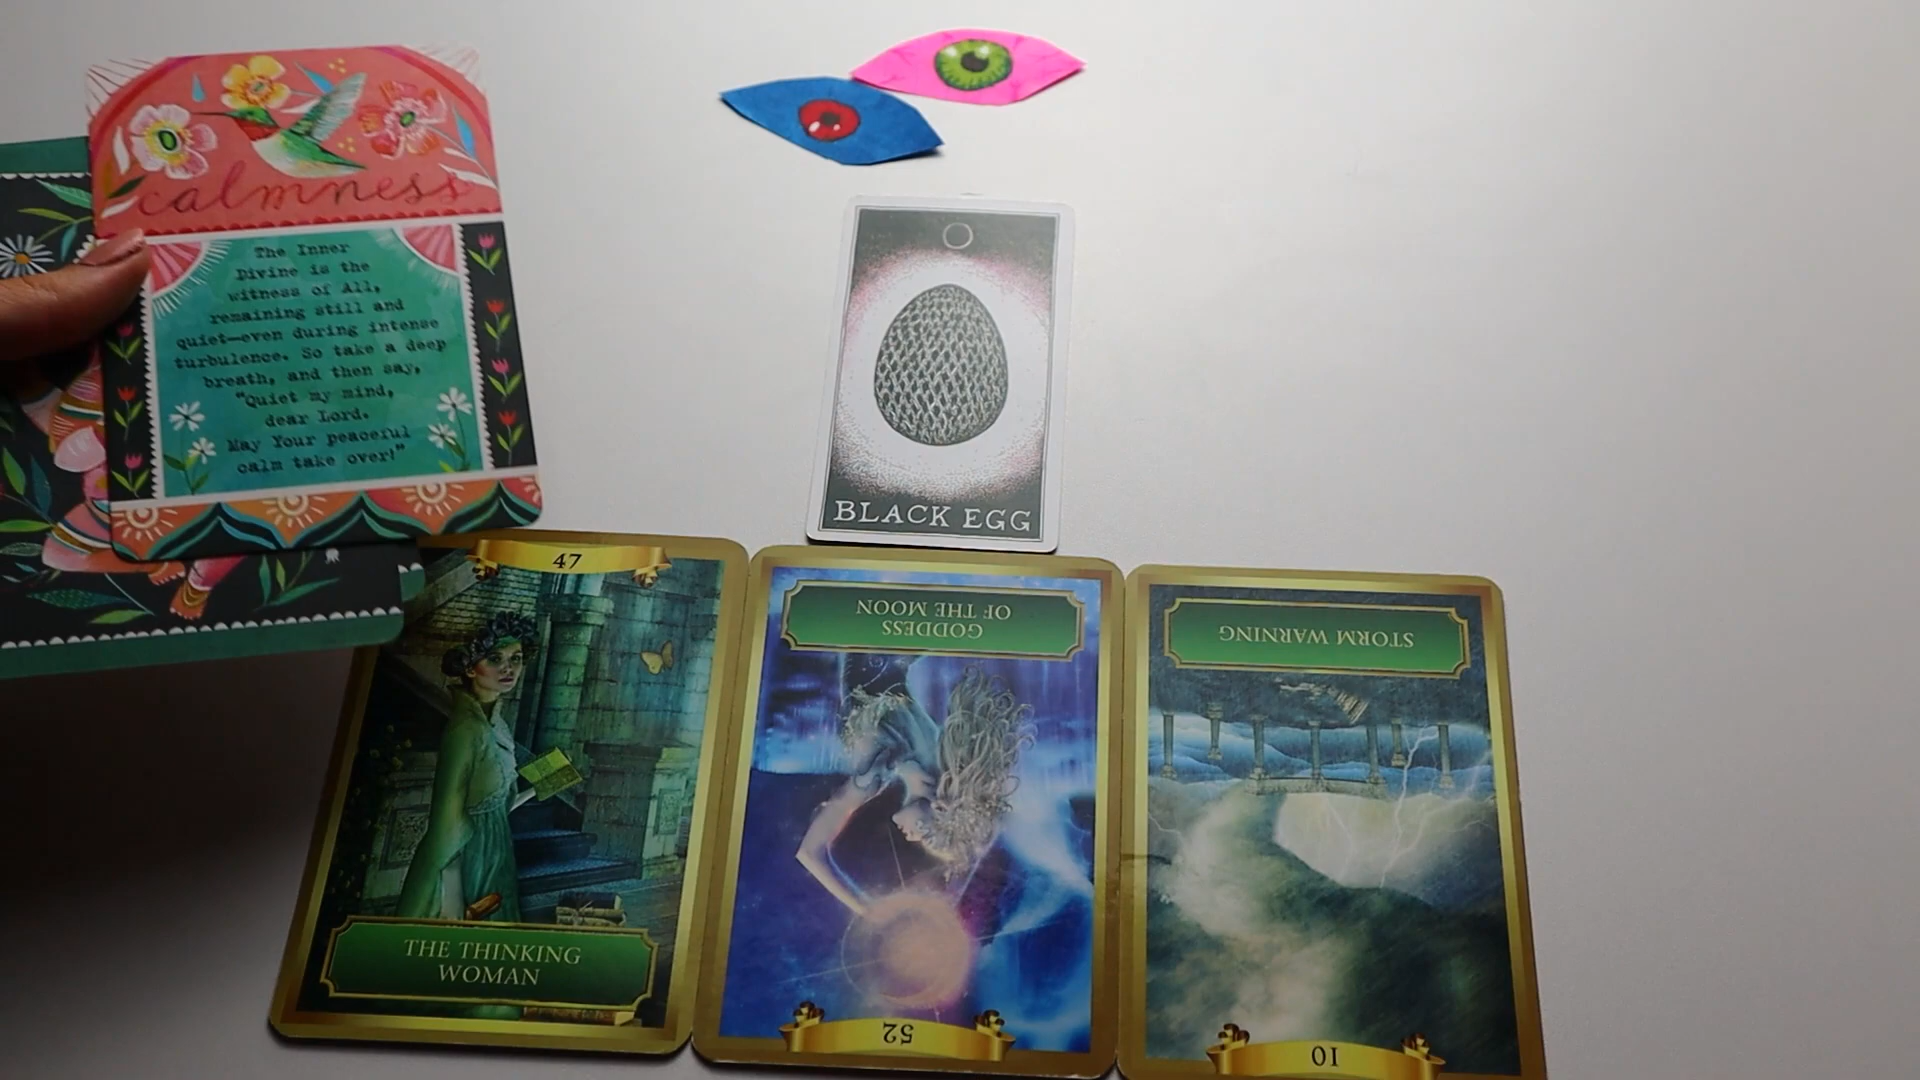 calmness
The Inner
Divine is the
witness of All,
remaining still and
quiet—even during intense
turbulence. So take a deep
breath, and then say,
"Quiet my mind,
dear Lord.
May Your peaceful
calm take over!"
BLACK EGG
47
THE THINKING
WOMAN
GODDESS
OF THE MOON
52
STORM WARNING
10